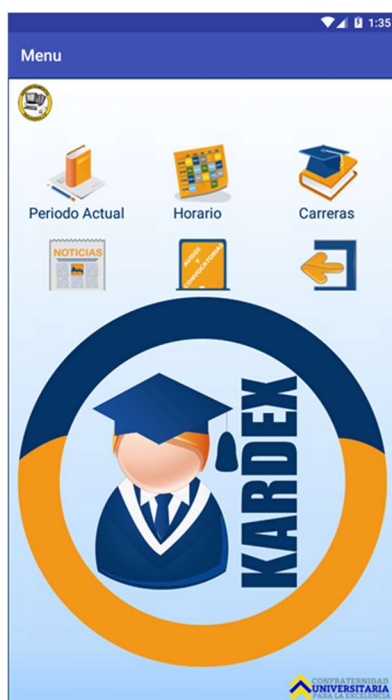 1:35
Menu
Periodo Actual
Horario
Carreras
NOTICIAS
AVISOS
Y
CONVOCATORIAS
KARDEX
CONFRATERNIDAD
UNIVERSITARIA
PARA LA EXCELENCIA